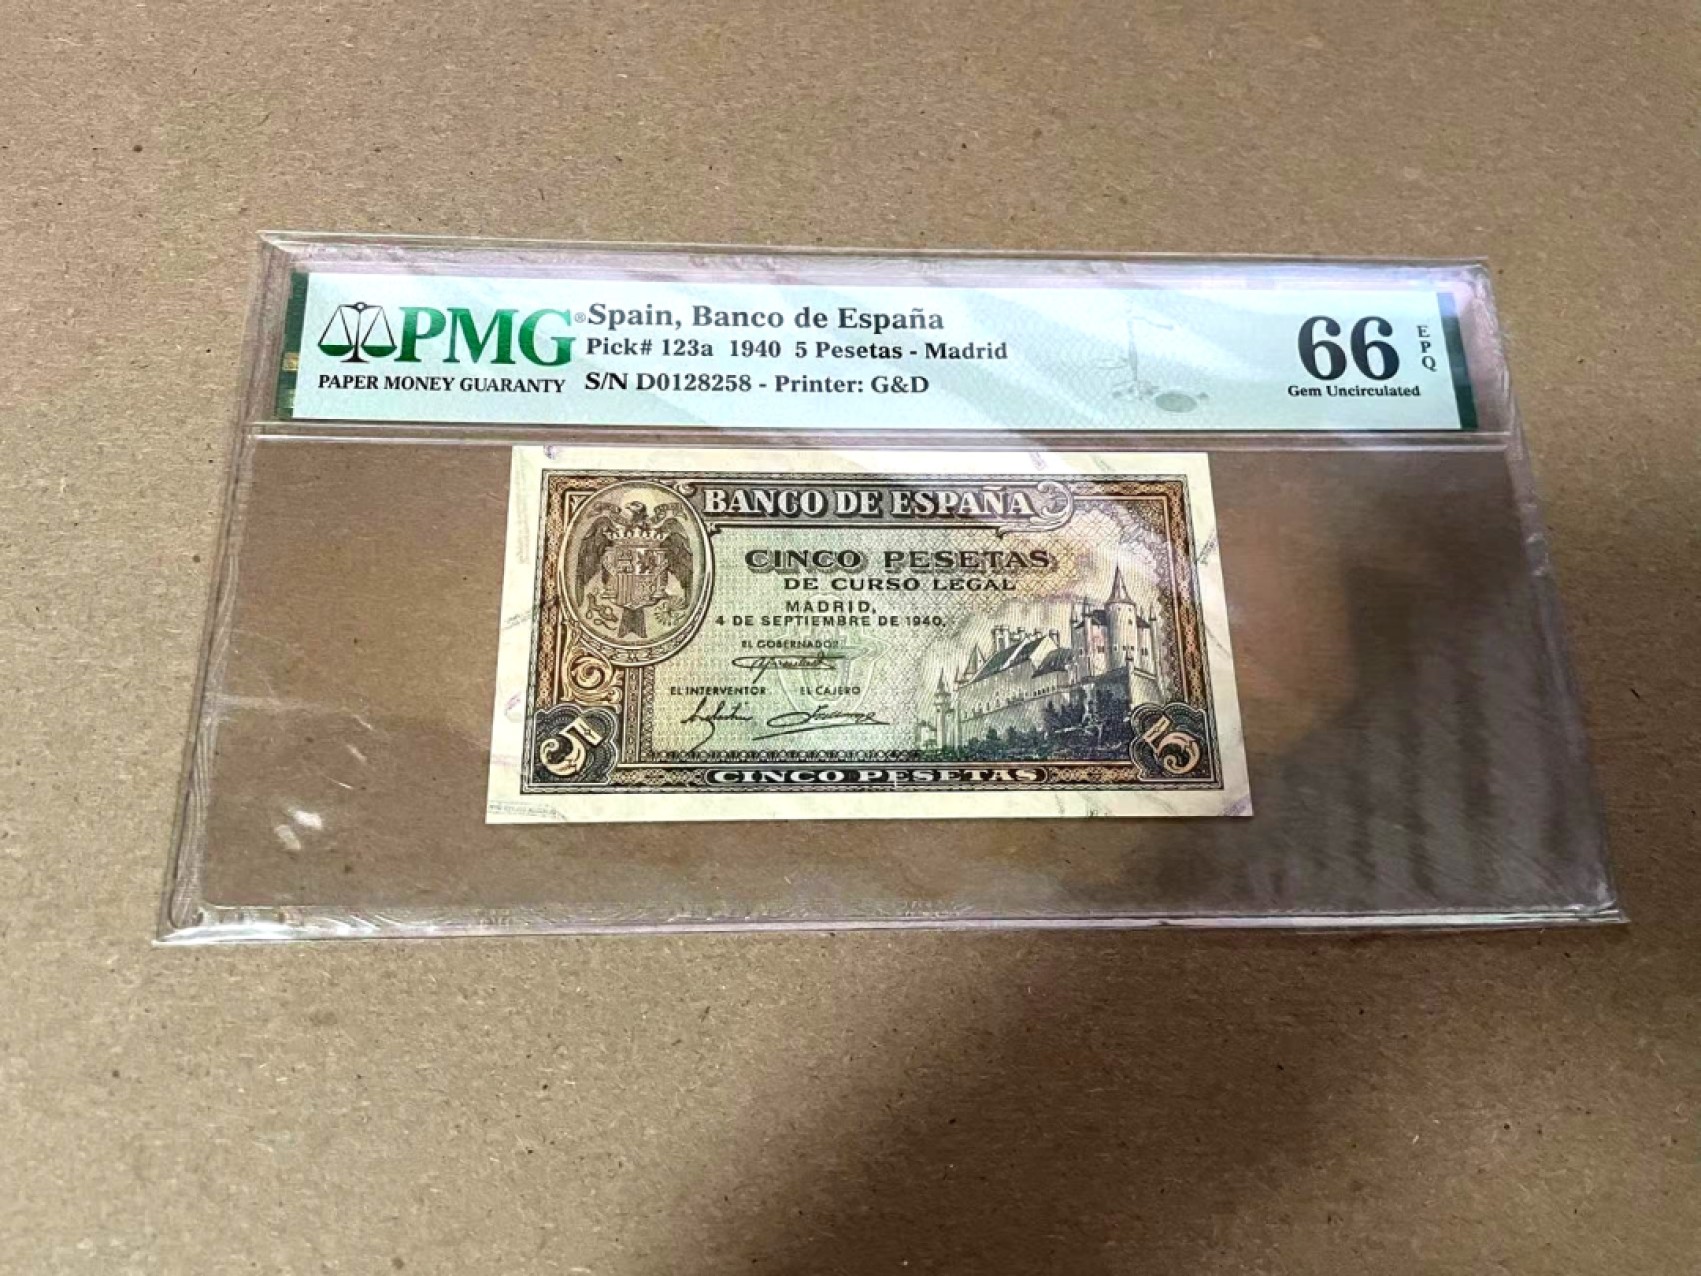 PMG®
PAPER MONEY GUARANTY
Spain, Banco de España
Pick# 123a 1940 5 Pesetas - Madrid
S/N D0128258 - Printer: G&D
66
EPQ
Gem Uncirculated
BANCO DE ESPAÑA
CINCO PESETAS
DE CURSO LEGAL
MADRID,
4 DE SEPTIEMBRE DE 1940.
EL GOBERNADOR
EL INTERVENTOR EL CAJERO
5 5
CINCO PESETAS